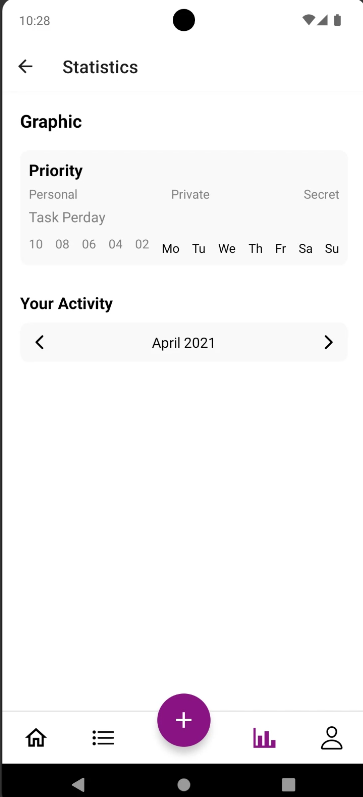 10:28
Statistics
Graphic
Priority
Personal Private Secret
Task Perday
10 08 06 04 02 Mo Tu We Th Fr Sa Su
Your Activity
April 2021